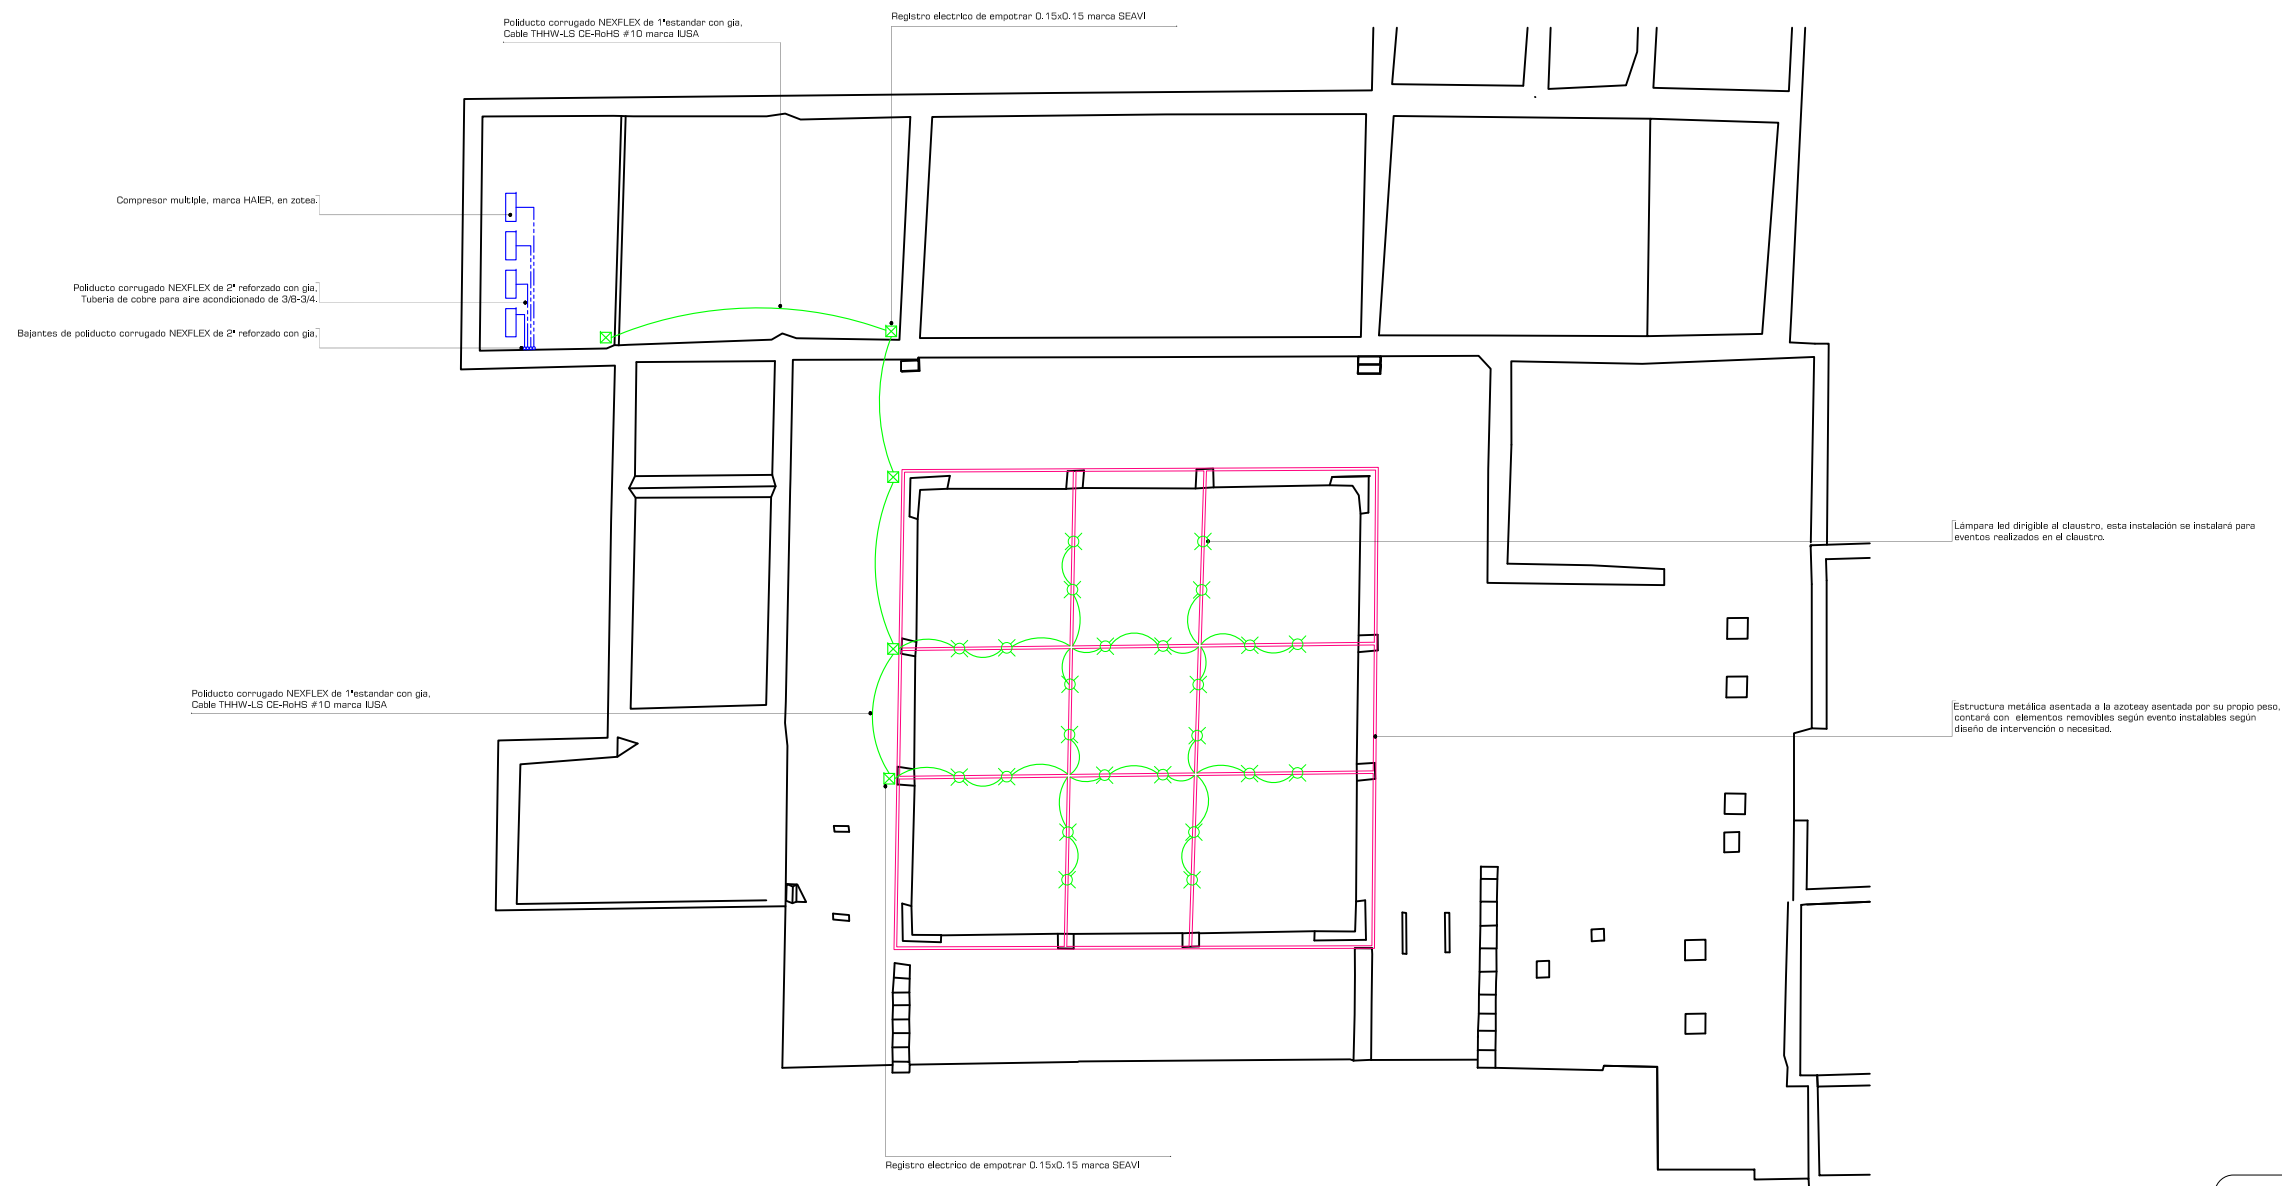 Poliducto corrugado NEXFLEX de 1"estandar con gia,
Cable THHW-LS CE-RoHS #10 marca IUSA
Registro electrico de empotrar 0.15x0.15 marca SEAVI
Compresor multiple, marca HAIER, en zotea.
Poliducto corrugado NEXFLEX de 2" reforzado con gia,
Tuberia de cobre para aire acondicionado de 3/8-3/4.
Bajantes de poliducto corrugado NEXFLEX de 2" reforzado con gia,
Lámpara led dirigible al claustro, esta instalación se instalará para
eventos realizados en el claustro.
Poliducto corrugado NEXFLEX de 1"estandar con gia,
Cable THHW-LS CE-RoHS #10 marca IUSA
Estructura metálica asentada a la azoteay asentada por su propio peso,
contará con elementos removibles según evento instalables según
diseño de intervención o necesitad.
Registro electrico de empotrar 0.15x0.15 marca SEAVI